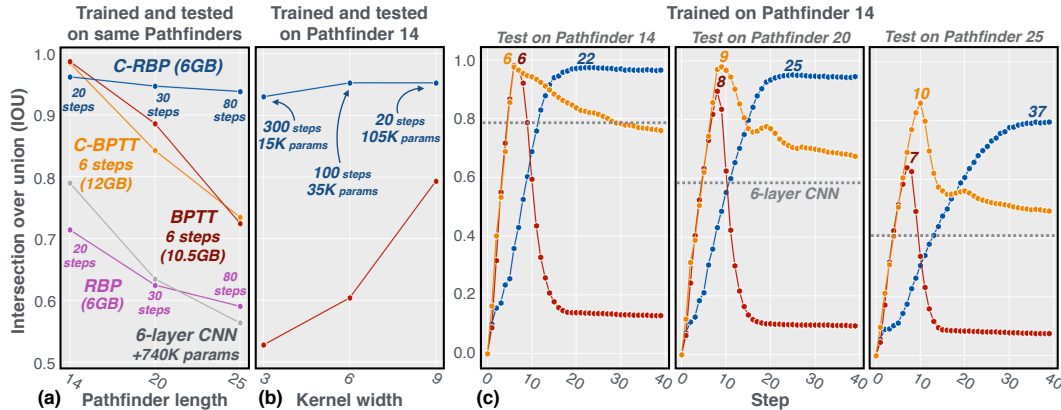 Trained and tested
on same Pathfinders
Intersection over union (IOU)
1.0
0.9
0.8
0.7
0.6
0.5
C-RBP (6GB)
20
steps
30
steps
80
steps
C-BPTT
6 steps
(12GB)
BPTT
6 steps
(10.5GB)
20
steps
RBP
(6GB)
30
steps
80
steps
6-layer CNN
+740K params
14
20
25
(a)
Pathfinder length
Trained and tested
on Pathfinder 14
300 steps
15K params
100 steps
35K params
20 steps
105K params
3
6
9
(b)
Kernel width
Trained on Pathfinder 14
Test on Pathfinder 14
6
6
22
1.0
0.8
0.6
0.4
0.2
0.0
0
10
20
30
40
Test on Pathfinder 20
9
8
25
6-layer CNN
0
10
20
30
40
Test on Pathfinder 25
10
7
37
0
10
20
30
40
(c)
Step